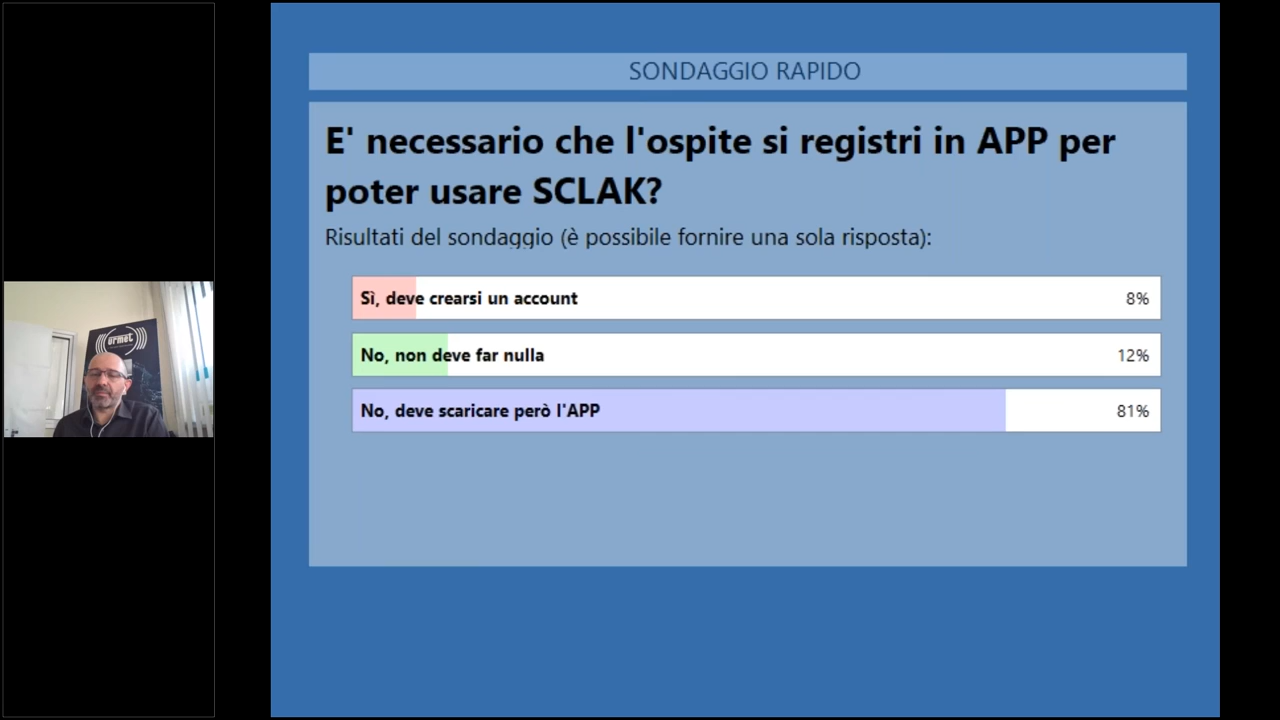 SONDAGGIO RAPIDO
E' necessario che l'ospite si registri in APP per
poter usare SCLAK?
Risultati del sondaggio (è possibile fornire una sola risposta):
Sì, deve crearsi un account 8%
No, non deve far nulla 12%
No, deve scaricare però l'APP 81%
urmet